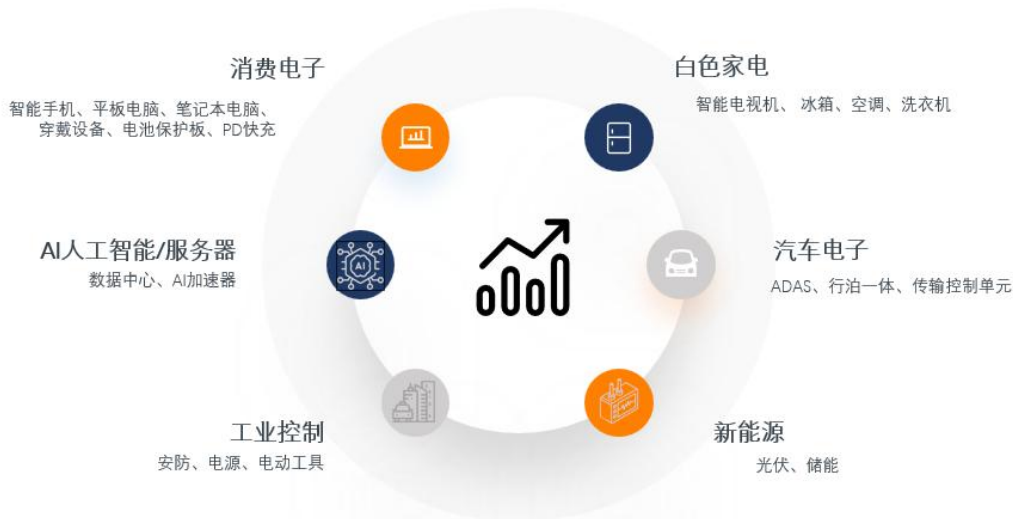 消费电子
智能手机、平板电脑、笔记本电脑、
穿戴设备、电池保护板、PD快充
白色家电
智能电视机、 冰箱、空调、洗衣机
AI人工智能/服务器
数据中心、AI加速器
AI
汽车电子
ADAS、行泊一体、传输控制单元
工业控制
安防、电源、电动工具
新能源
光伏、储能